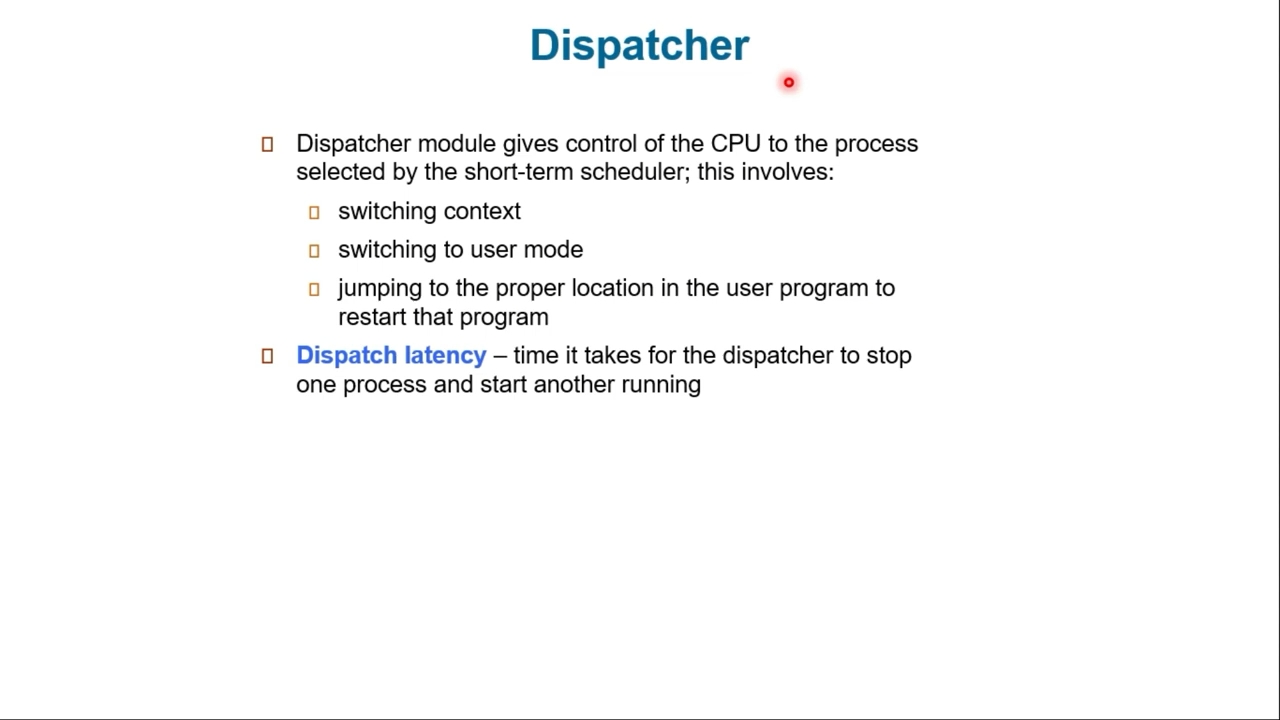 Dispatcher
Dispatcher module gives control of the CPU to the process
selected by the short-term scheduler; this involves:
switching context
switching to user mode
jumping to the proper location in the user program to
restart that program
Dispatch latency – time it takes for the dispatcher to stop
one process and start another running